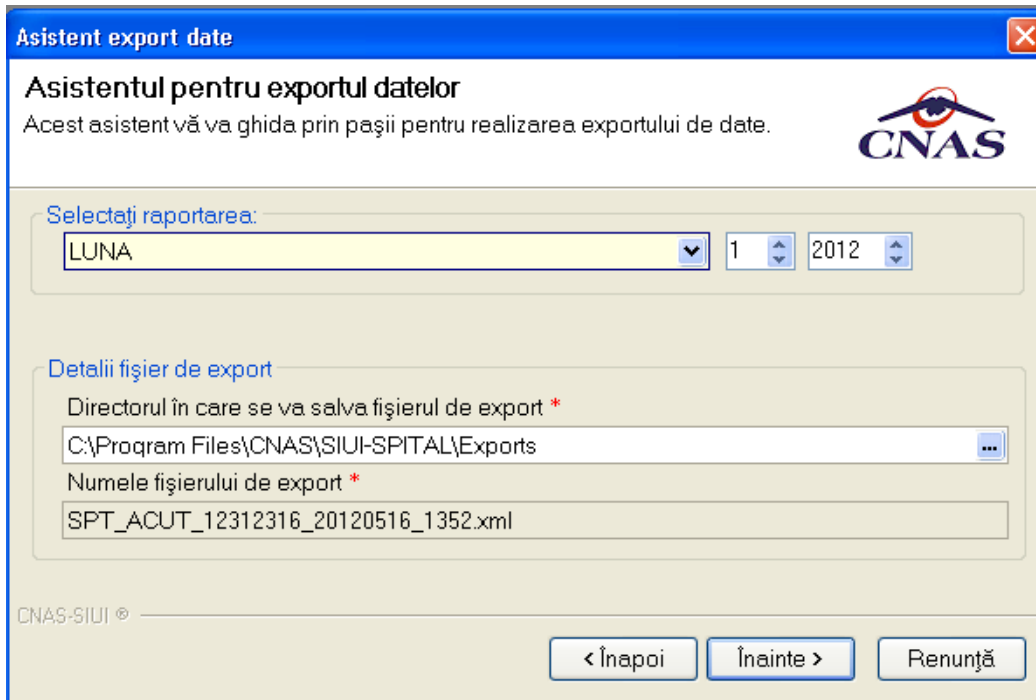 Asistent export date
Asistentul pentru exportul datelor
Acest asistent vă va ghida prin paşii pentru realizarea exportului de date.
CNAS
Selectaţi raportarea:
LUNA 1 2012
Detalii fişier de export
Directorul în care se va salva fişierul de export *
C:\Program Files\CNAS\SIUI-SPITAL\Exports ...
Numele fişierului de export *
SPT_ACUT_12312316_20120516_1352.xml
CNAS-SIUI ®
< Înapoi Înainte > Renunţă